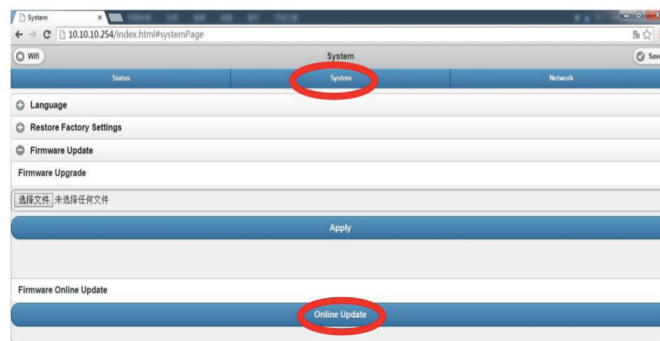 System
10.10.10.254/index.html#systemPage
Wifi
System
Save
Status
System
Network
Language
Restore Factory Settings
Firmware Update
Firmware Upgrade
选择文件 未选择任何文件
Apply
Firmware Online Update
Online Update